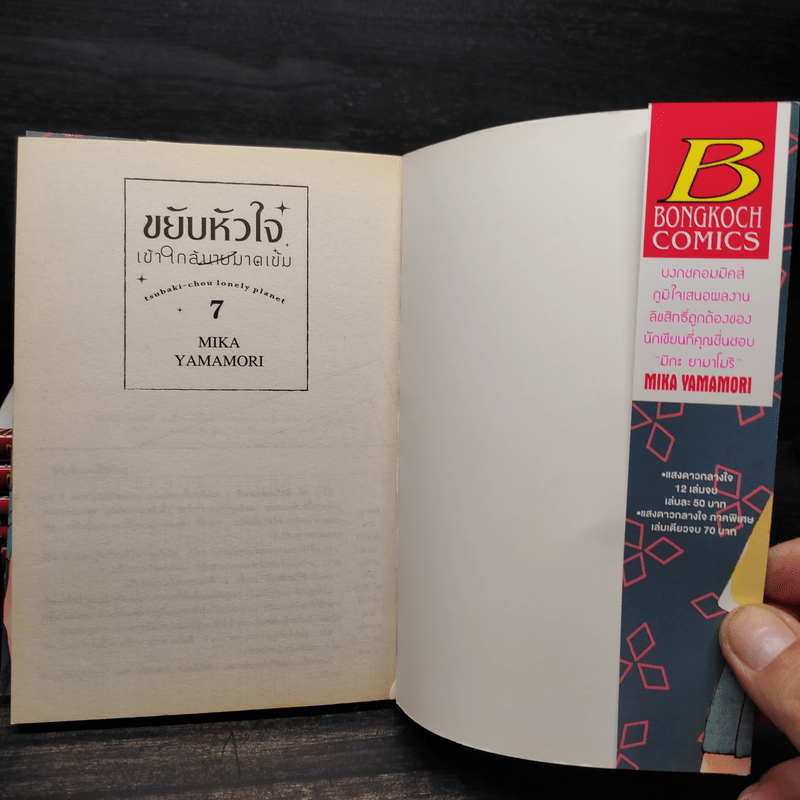 ขยับหัวใจ
เข้าใกล้นายมาดเข้ม
tsubaki-chou lonely planet
7
MIKA
YAMAMORI
B
BONGKOCH
COMICS
บงกชคอมมิคส์
ภูมิใจเสนอผลงาน
ลิขสิทธิ์ถูกต้องของ
นักเขียนที่คุณชื่นชอบ
"มิกะ ยามาโมริ"
MIKA YAMAMORI
•แสงดาวกลางใจ
12 เล่มจบ
เล่มละ 50 บาท
•แสงดาวกลางใจ ภาคพิเศษ
เล่มเดียวจบ 70 บาท